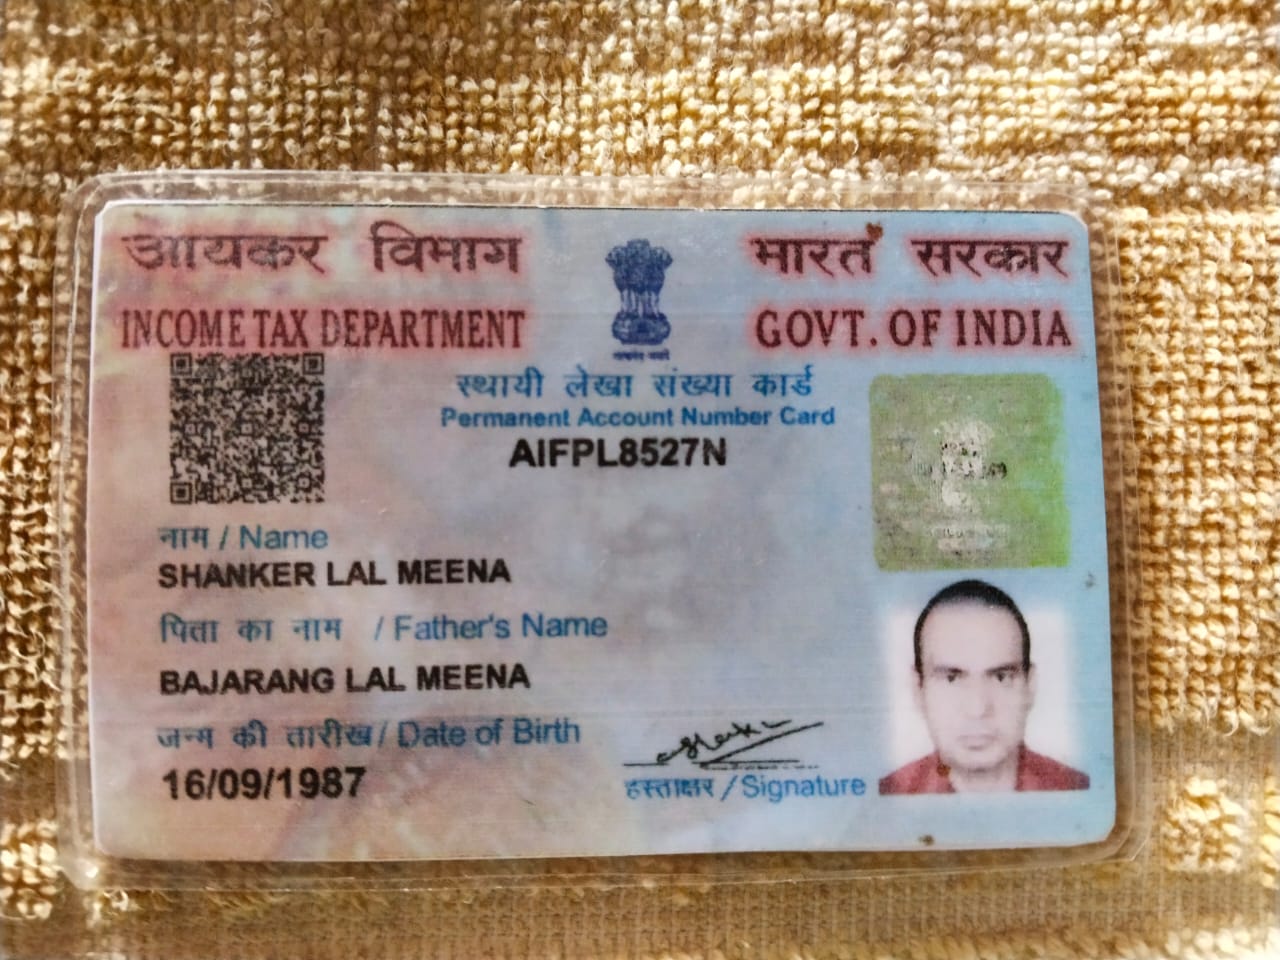 आयकर विभाग
INCOME TAX DEPARTMENT
भारत सरकार
GOVT. OF INDIA
स्थायी लेखा संख्या कार्ड
Permanent Account Number Card
AIFPL8527N
नाम / Name
SHANKER LAL MEENA
पिता का नाम / Father's Name
BAJARANG LAL MEENA
जन्म की तारीख / Date of Birth
16/09/1987
हस्ताक्षर / Signature